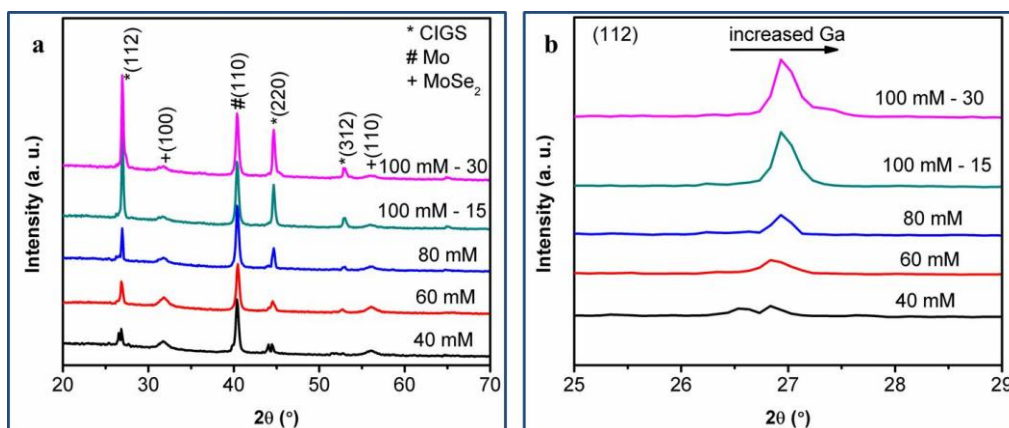 a
* CIGS
# Mo
+ MoSe₂
*(112)
+(100)
#(110)
*(220)
*(312)
+(110)
100 mM - 30
100 mM - 15
80 mM
60 mM
40 mM
Intensity (a. u.)
20 30 40 50 60 70
2θ (°)
b
(112)
increased Ga
100 mM - 30
100 mM - 15
80 mM
60 mM
40 mM
Intensity (a. u.)
25 26 27 28 29
2θ (°)